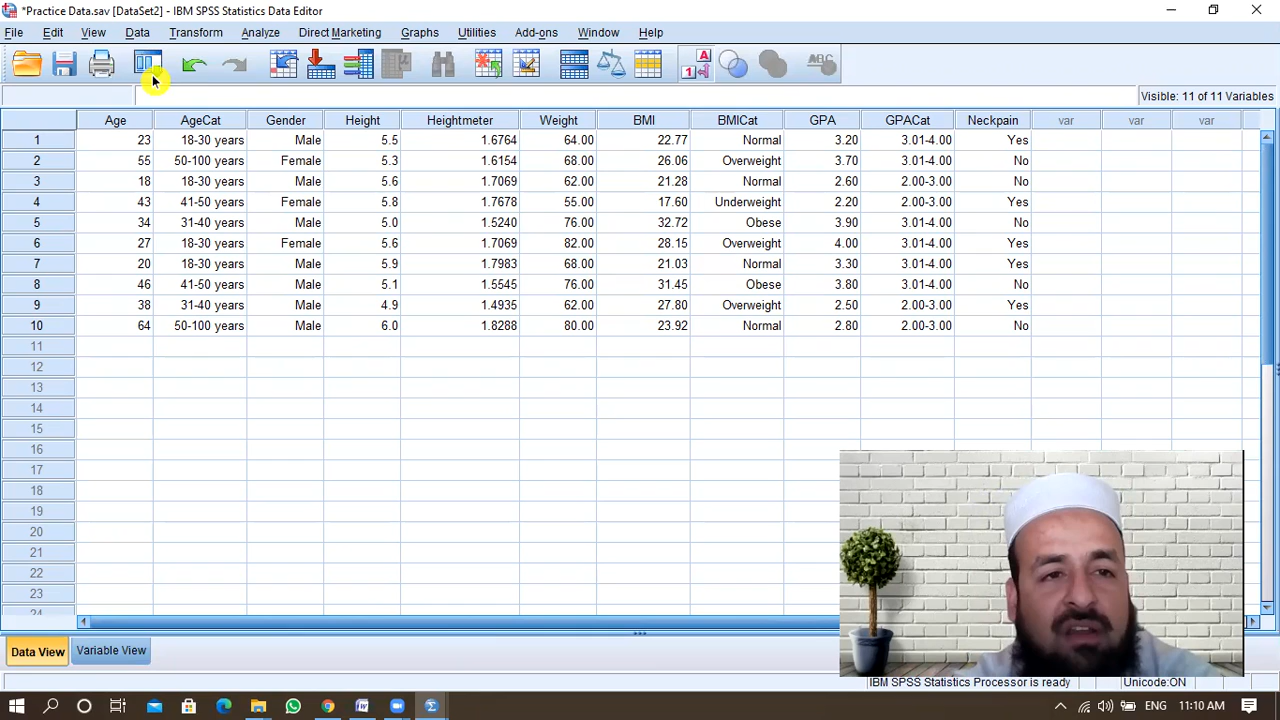 *Practice Data.sav [DataSet2] - IBM SPSS Statistics Data Editor
File Edit View Data Transform Analyze Direct Marketing Graphs Utilities Add-ons Window Help
Visible: 11 of 11 Variables
Age AgeCat Gender Height Heightmeter Weight BMI BMICat GPA GPACat Neckpain var var var
1 23 18-30 years Male 5.5 1.6764 64.00 22.77 Normal 3.20 3.01-4.00 Yes
2 55 50-100 years Female 5.3 1.6154 68.00 26.06 Overweight 3.70 3.01-4.00 No
3 18 18-30 years Male 5.6 1.7069 62.00 21.28 Normal 2.60 2.00-3.00 No
4 43 41-50 years Female 5.8 1.7678 55.00 17.60 Underweight 2.20 2.00-3.00 Yes
5 34 31-40 years Male 5.0 1.5240 76.00 32.72 Obese 3.90 3.01-4.00 No
6 27 18-30 years Female 5.6 1.7069 82.00 28.15 Overweight 4.00 3.01-4.00 Yes
7 20 18-30 years Male 5.9 1.7983 68.00 21.03 Normal 3.30 3.01-4.00 Yes
8 46 41-50 years Male 5.1 1.5545 76.00 31.45 Obese 3.80 3.01-4.00 No
9 38 31-40 years Male 4.9 1.4935 62.00 27.80 Overweight 2.50 2.00-3.00 Yes
10 64 50-100 years Male 6.0 1.8288 80.00 23.92 Normal 2.80 2.00-3.00 No
11
12
13
14
15
16
17
18
19
20
21
22
23
24
Data View Variable View
IBM SPSS Statistics Processor is ready Unicode:ON
ENG 11:10 AM